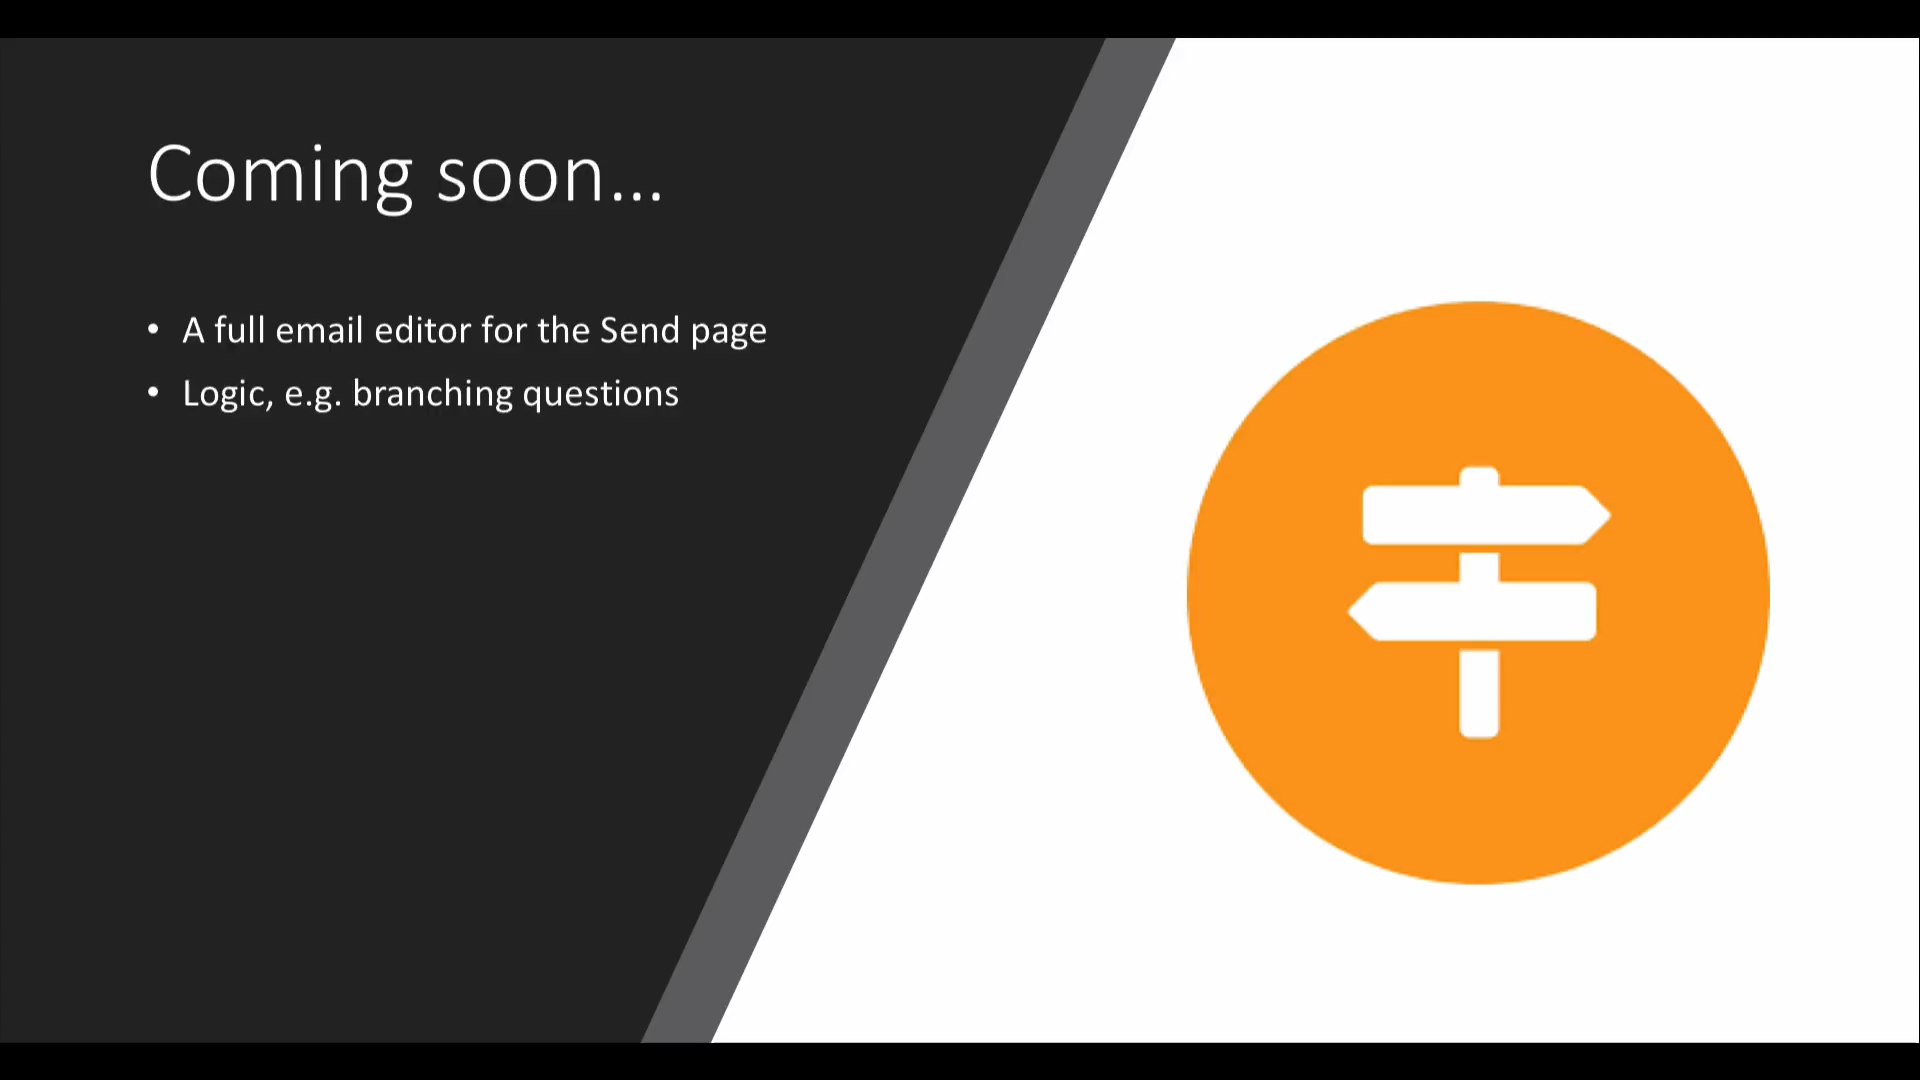 Coming soon...
• A full email editor for the Send page
• Logic, e.g. branching questions